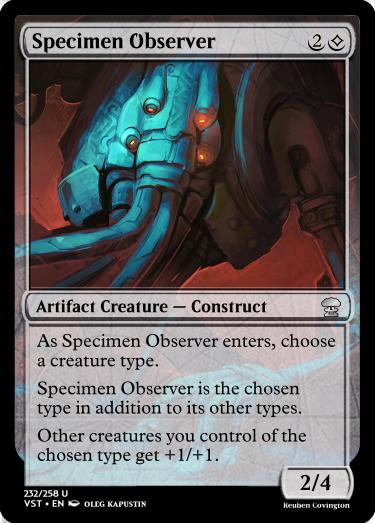 Specimen Observer 2
Artifact Creature — Construct
As Specimen Observer enters, choose
a creature type.
Specimen Observer is the chosen
type in addition to its other types.
Other creatures you control of the
chosen type get +1/+1.
2/4
232/258 U
VST • EN OLEG KAPUSTIN
Reuben Covington